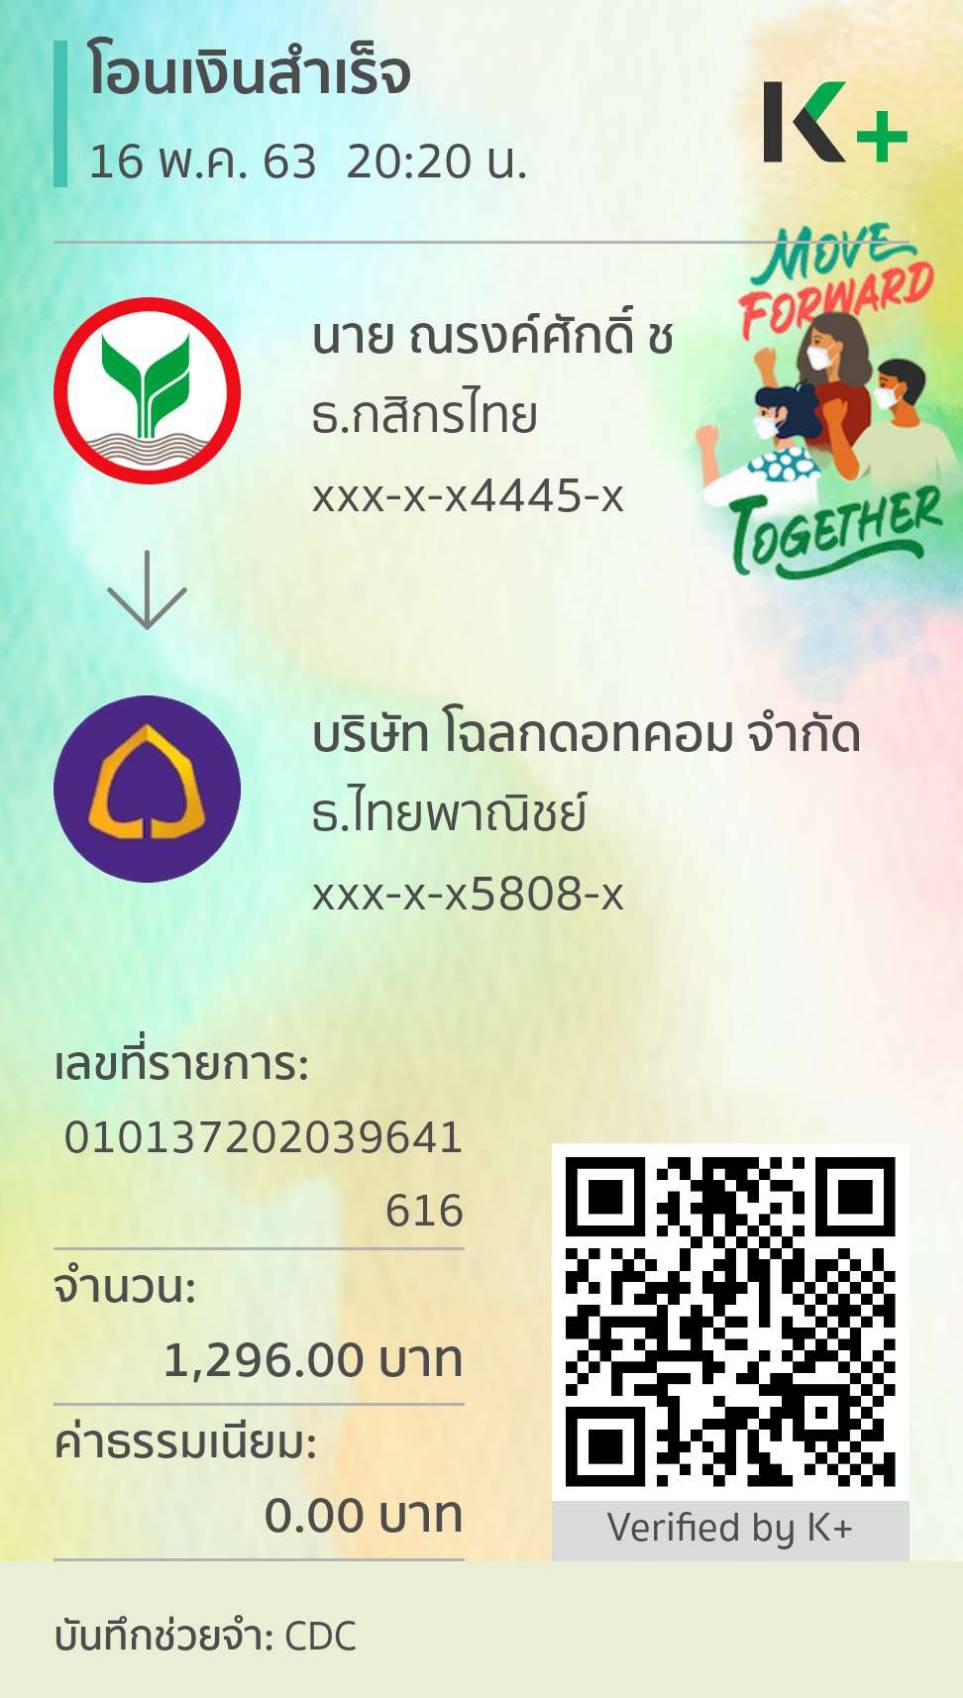 โอนเงินสำเร็จ
16 พ.ค. 63 20:20 น.
K+
MOVE
FORWARD
TOGETHER
นาย ณรงค์ศักดิ์ ช
ธ.กสิกรไทย
xxx-x-x4445-x
บริษัท โฉลกดอทคอม จำกัด
ธ.ไทยพาณิชย์
xxx-x-x5808-x
เลขที่รายการ:
010137202039641
616
จำนวน:
1,296.00 บาท
ค่าธรรมเนียม:
0.00 บาท
Verified by K+
บันทึกช่วยจำ: CDC